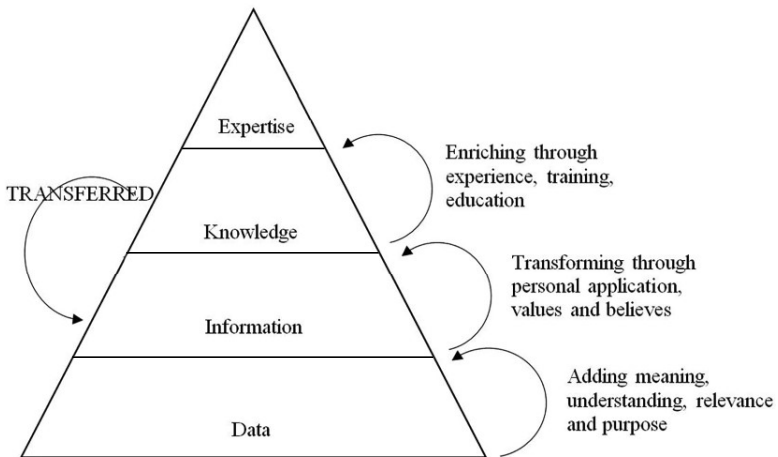 Expertise
Enriching through
experience, training,
education
TRANSFERRED
Knowledge
Transforming through
personal application,
values and believes
Information
Adding meaning,
understanding, relevance
and purpose
Data